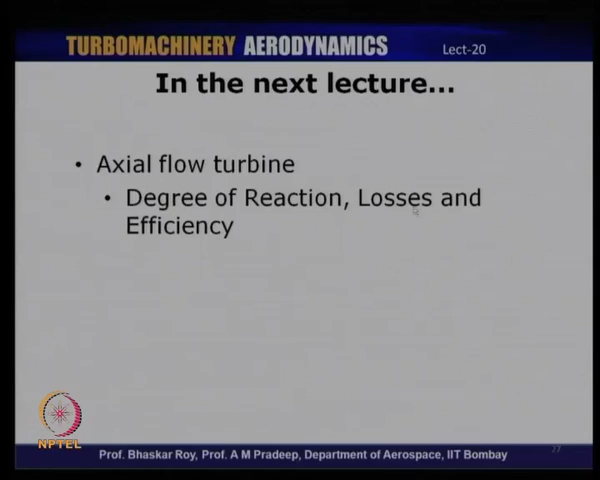 TURBOMACHINERY AERODYNAMICS
Lect-20
In the next lecture...
• Axial flow turbine
• Degree of Reaction, Losses and
Efficiency
NPTEL
Prof. Bhaskar Roy, Prof. A M Pradeep, Department of Aerospace, IIT Bombay